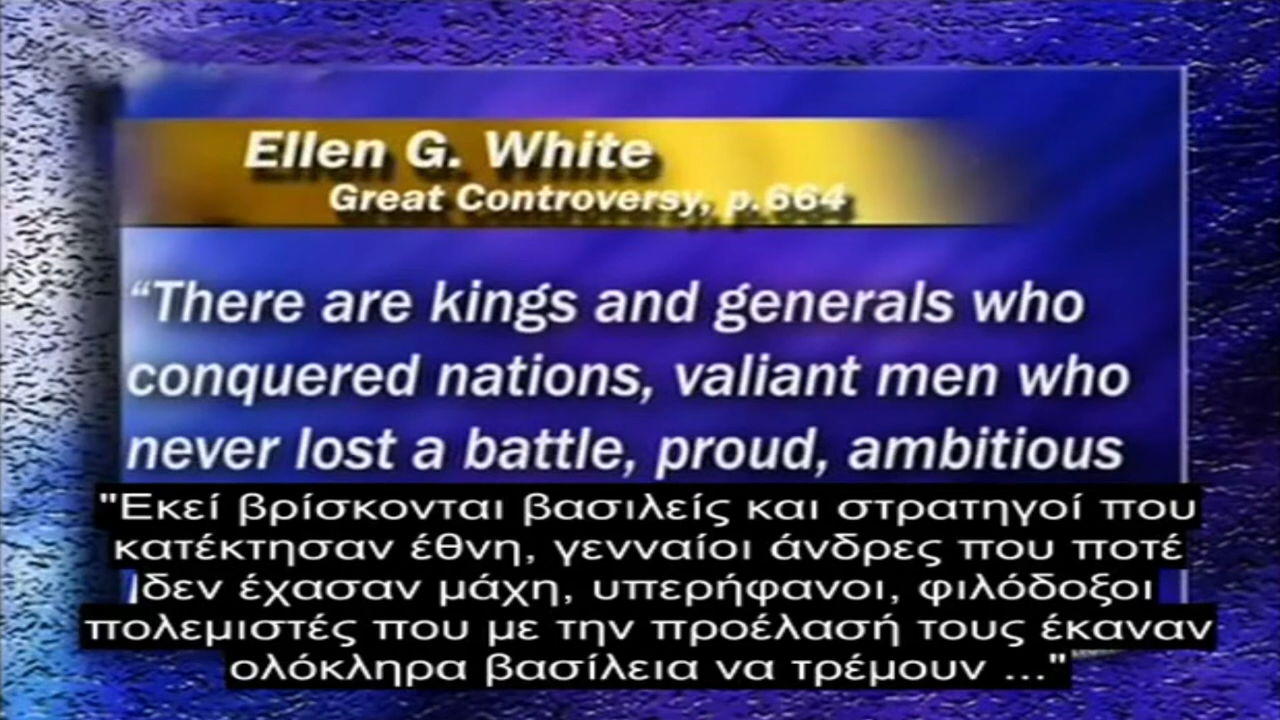 Ellen G. White
Great Controversy, p.664
“There are kings and generals who
conquered nations, valiant men who
never lost a battle, proud, ambitious
"Εκεί βρίσκονται βασιλείς και στρατηγοί που
κατέκτησαν έθνη, γενναίοι άνδρες που ποτέ
δεν έχασαν μάχη, υπερήφανοι, φιλόδοξοι
πολεμιστές που με την προέλασή τους έκαναν
ολόκληρα βασίλεια να τρέμουν ..."